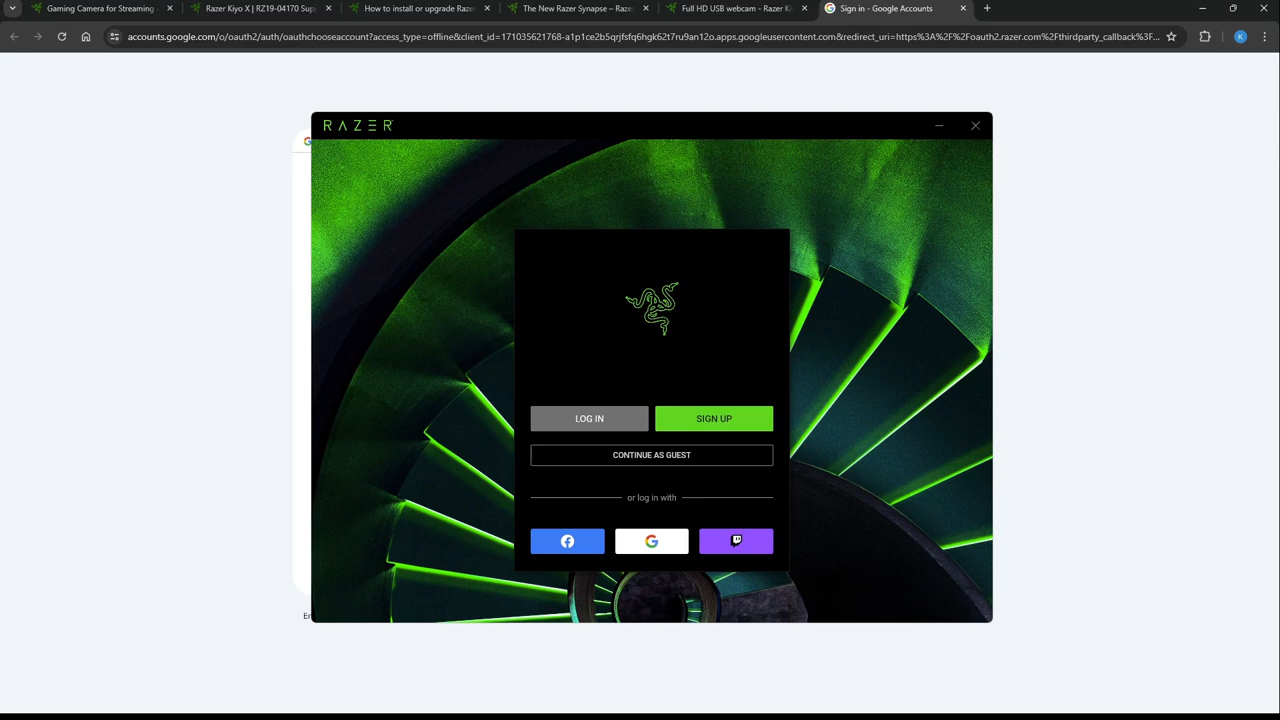 Gaming Camera for Streaming -
Razer Kiyo X | RZ19-04170 Sup
How to install or upgrade Razer
The New Razer Synapse – Raze
Full HD USB webcam - Razer Ki
Sign in - Google Accounts
accounts.google.com/o/oauth2/auth/oauthchooseaccount?access_type=offline&client_id=171035621768-a1p1ce2b5qrjfsfq6hgk62t7ru9an12o.apps.googleusercontent.com&redirect_uri=https%3A%2F%2Foauth2.razer.com%2Fthirdparty_callback%3F...
K
RAZER
LOG IN
SIGN UP
CONTINUE AS GUEST
or log in with